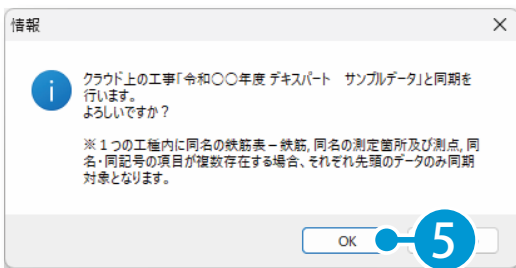 情報
クラウド上の工事「令和〇〇年度 デキスパート　サンプルデータ」と同期を
行います。
よろしいですか？
※１つの工種内に同名の鉄筋表－鉄筋, 同名の測定箇所及び測点, 同
名・同記号の項目が複数存在する場合、それぞれ先頭のデータのみ同期
対象となります。
OK
5